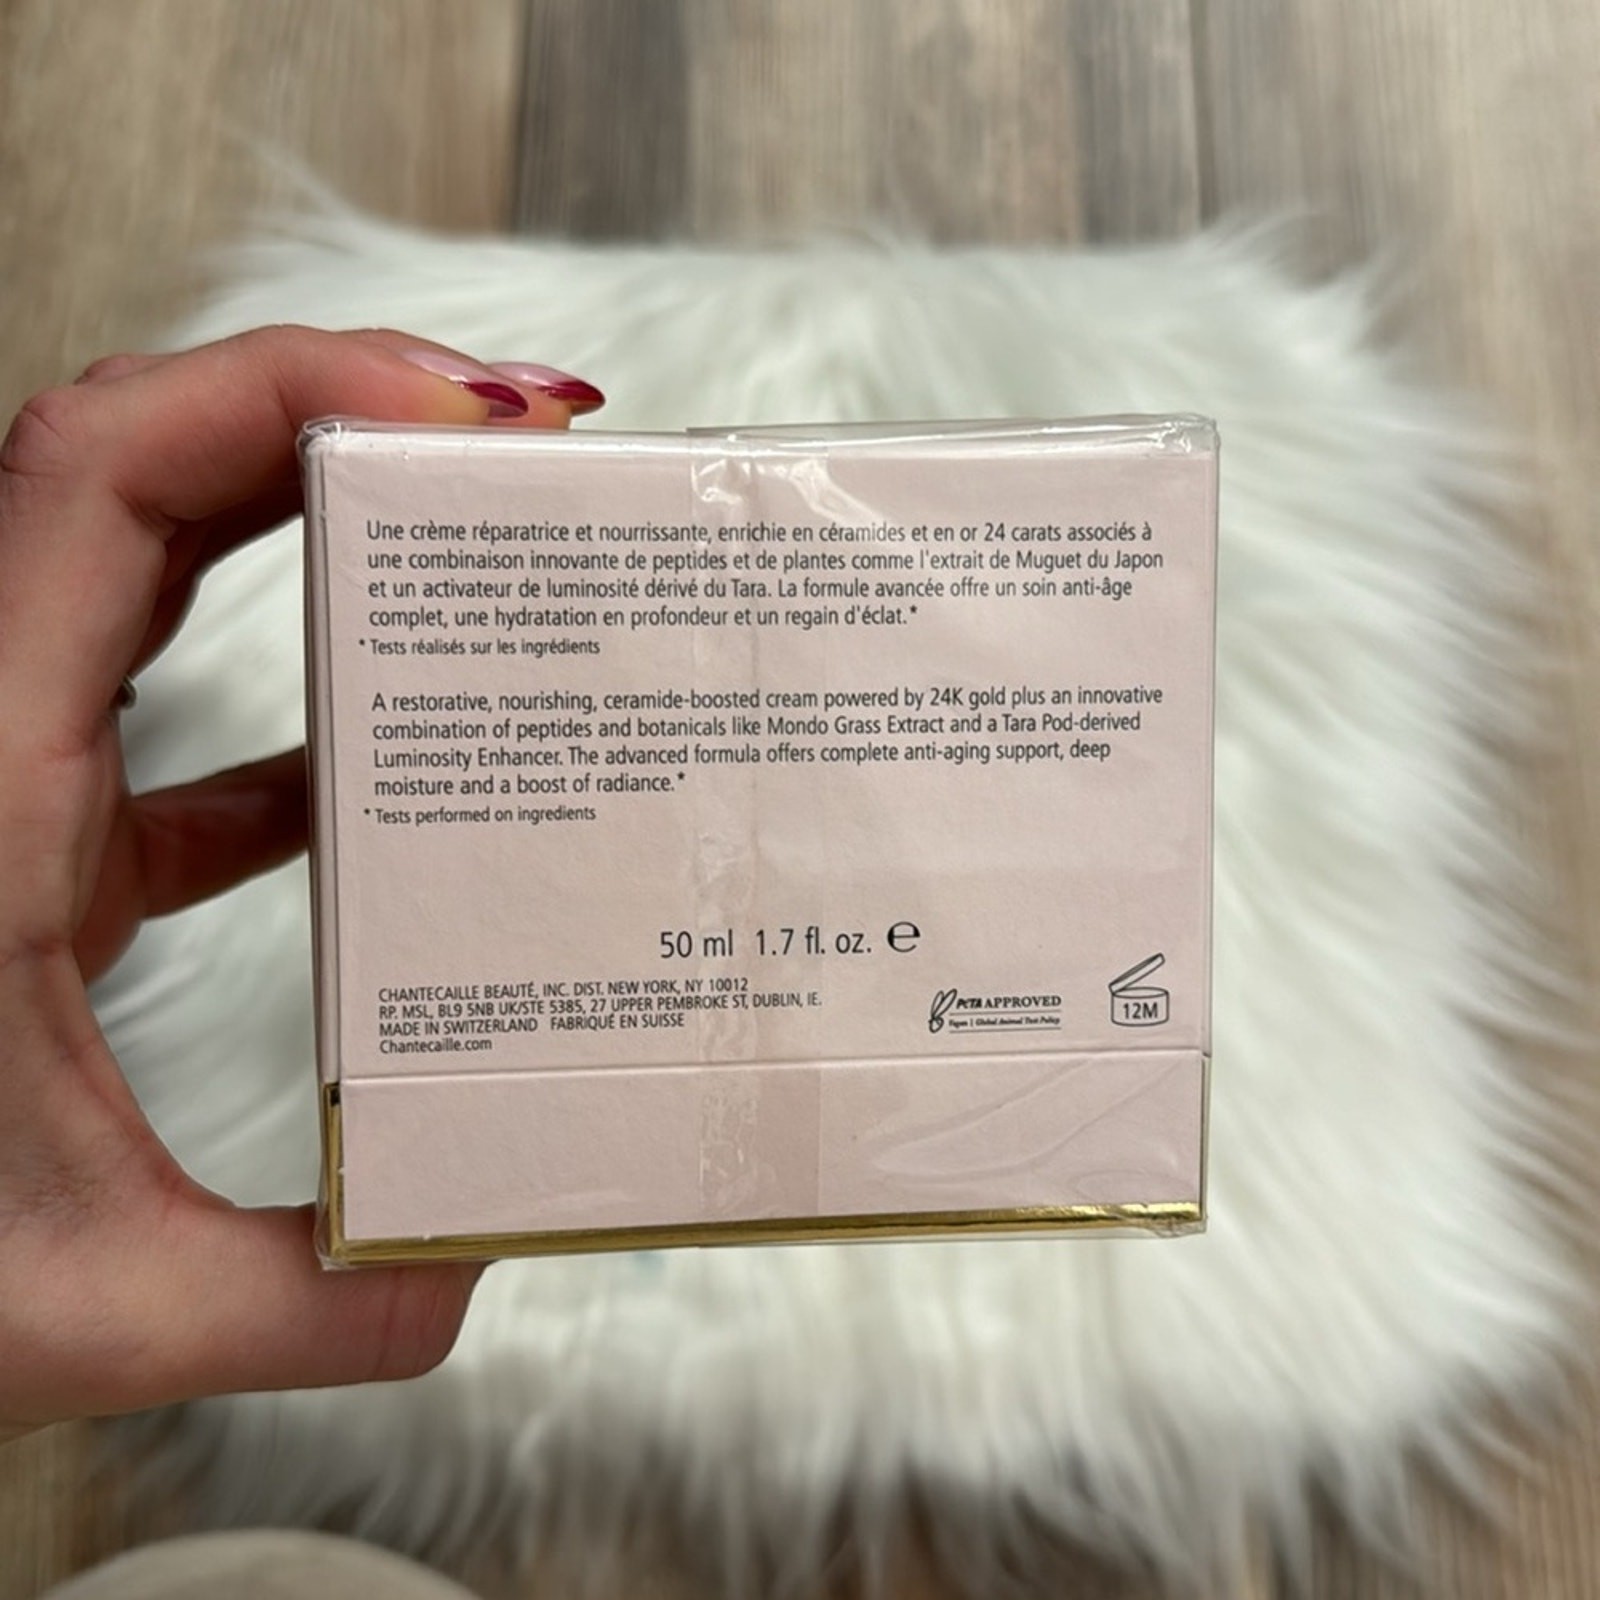 Une crème réparatrice et nourrissante, enrichie en céramides et en or 24 carats associés à
une combinaison innovante de peptides et de plantes comme l'extrait de Muguet du Japon
et un activateur de luminosité dérivé du Tara. La formule avancée offre un soin anti-âge
complet, une hydratation en profondeur et un regain d'éclat.*
* Tests réalisés sur les ingrédients
A restorative, nourishing, ceramide-boosted cream powered by 24K gold plus an innovative
combination of peptides and botanicals like Mondo Grass Extract and a Tara Pod-derived
Luminosity Enhancer. The advanced formula offers complete anti-aging support, deep
moisture and a boost of radiance.*
* Tests performed on ingredients
50 ml 1.7 fl. oz. ℮
CHANTECAILLE BEAUTÉ, INC. DIST. NEW YORK, NY 10012
RP. MSL, BL9 5NB UK/STE 5385, 27 UPPER PEMBROKE ST, DUBLIN, IE.
MADE IN SWITZERLAND FABRIQUÉ EN SUISSE
Chantecaille.com
PETA APPROVED
Vegan | Global Animal Test Policy
12M